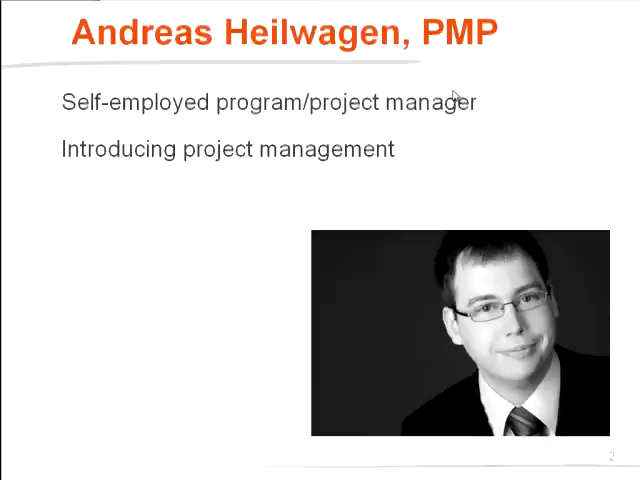 Andreas Heilwagen, PMP
Self-employed program/project manager
Introducing project management
2